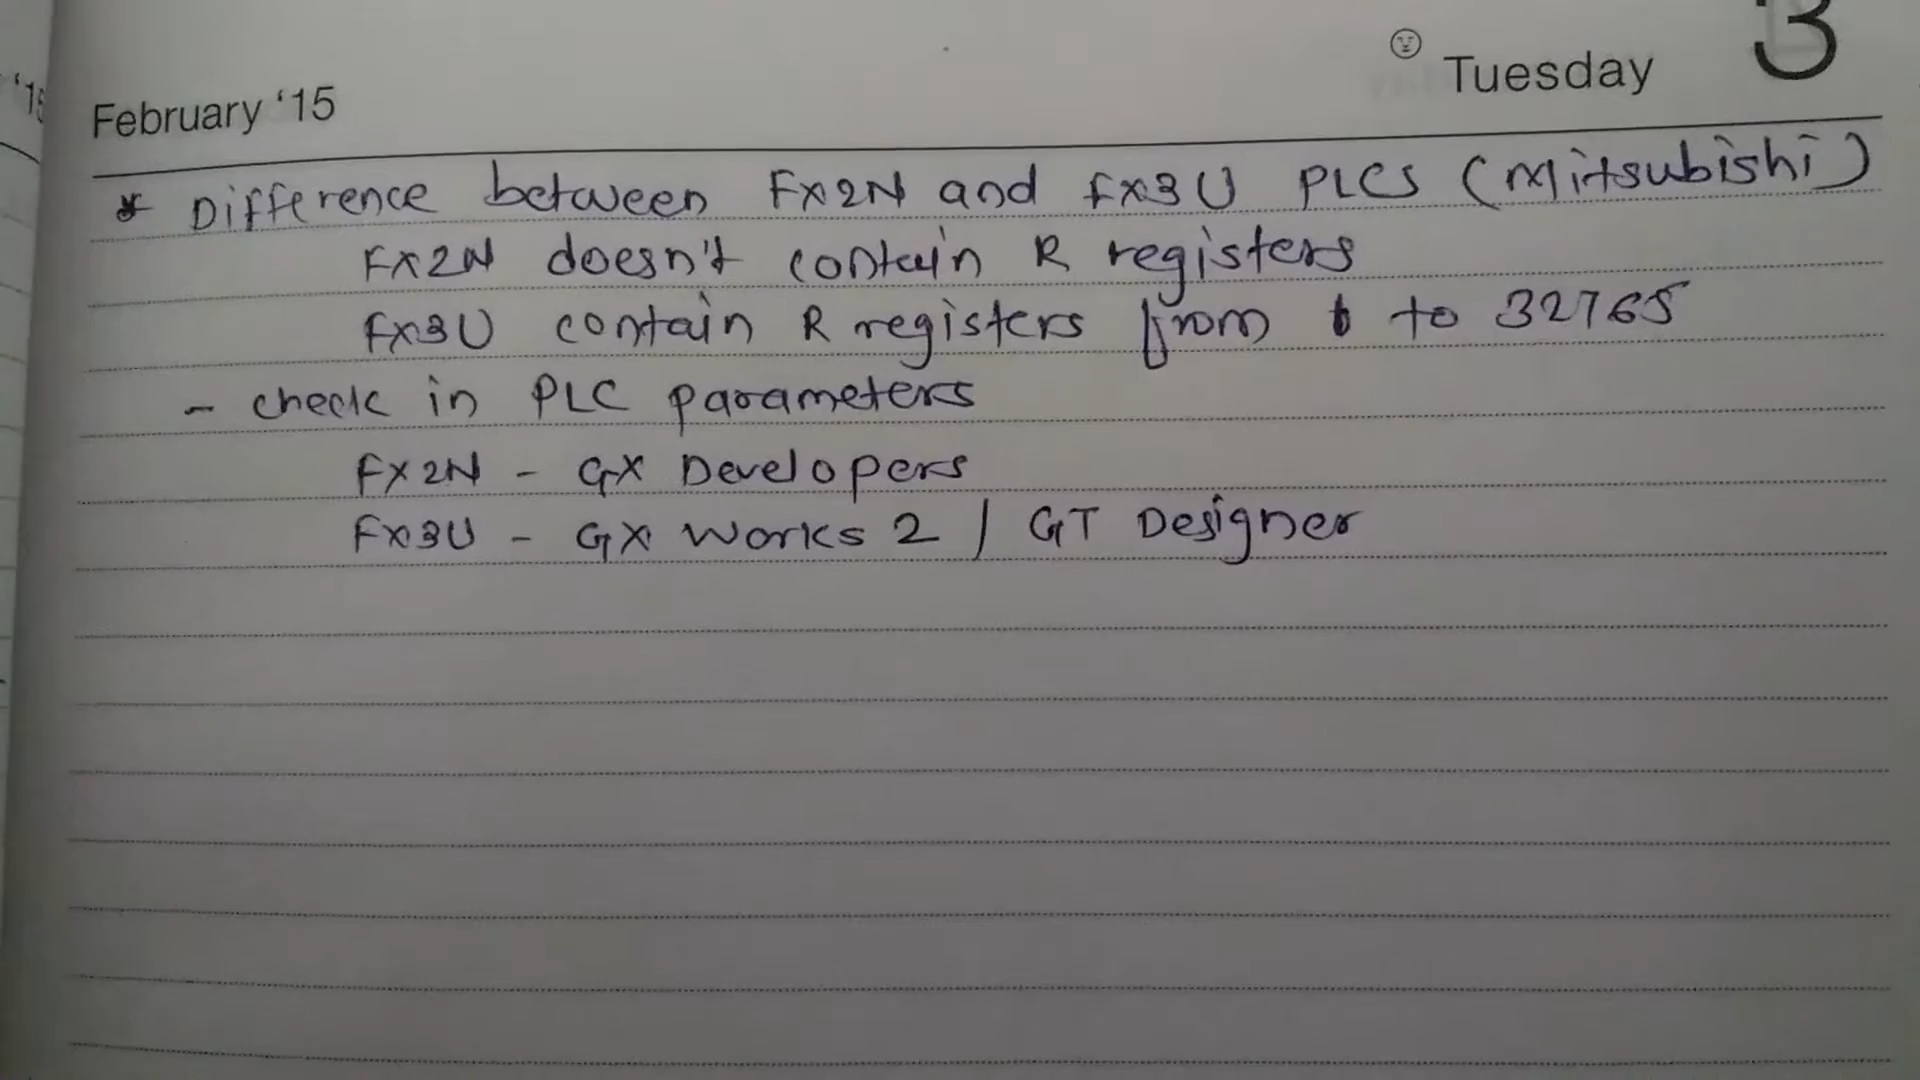 '15
February '15
Tuesday 3
* Difference between FX2N and FX3U PLCS (Mitsubishi)
FX2N doesn't contain R registers
FX3U contain R registers from to 32765
- check in PLC parameters
FX2N - GX Developers
FX3U - GX Works 2 / GT Designer